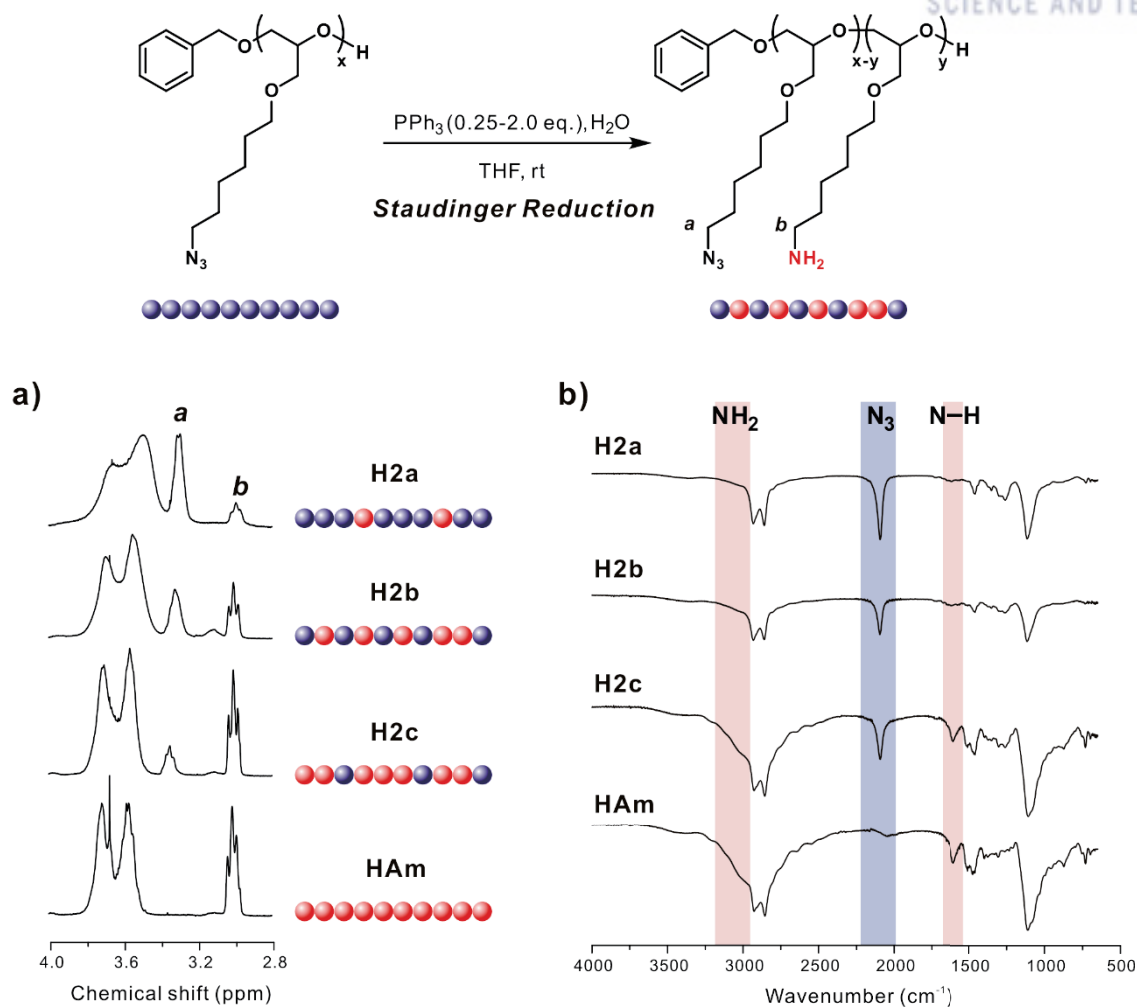 SCIENCE AND TE
O
O
x
H
O
N3
PPh3 (0.25-2.0 eq.), H2O
THF, rt
Staudinger Reduction
O
O
x-y
O
y
H
O
O
a
b
N3
NH2
a)
a
b
H2a
H2b
H2c
HAm
4.0 3.6 3.2 2.8
Chemical shift (ppm)
b)
NH2 N3 N–H
H2a
H2b
H2c
HAm
4000 3500 3000 2500 2000 1500 1000 500
Wavenumber (cm-1)